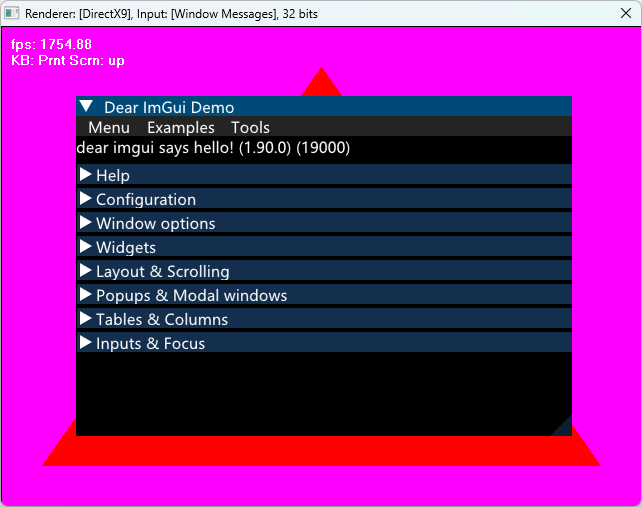 Renderer: [DirectX9], Input: [Window Messages], 32 bits
fps: 1754.88
KB: Prnt Scrn: up
Dear ImGui Demo
Menu Examples Tools
dear imgui says hello! (1.90.0) (19000)
Help
Configuration
Window options
Widgets
Layout & Scrolling
Popups & Modal windows
Tables & Columns
Inputs & Focus